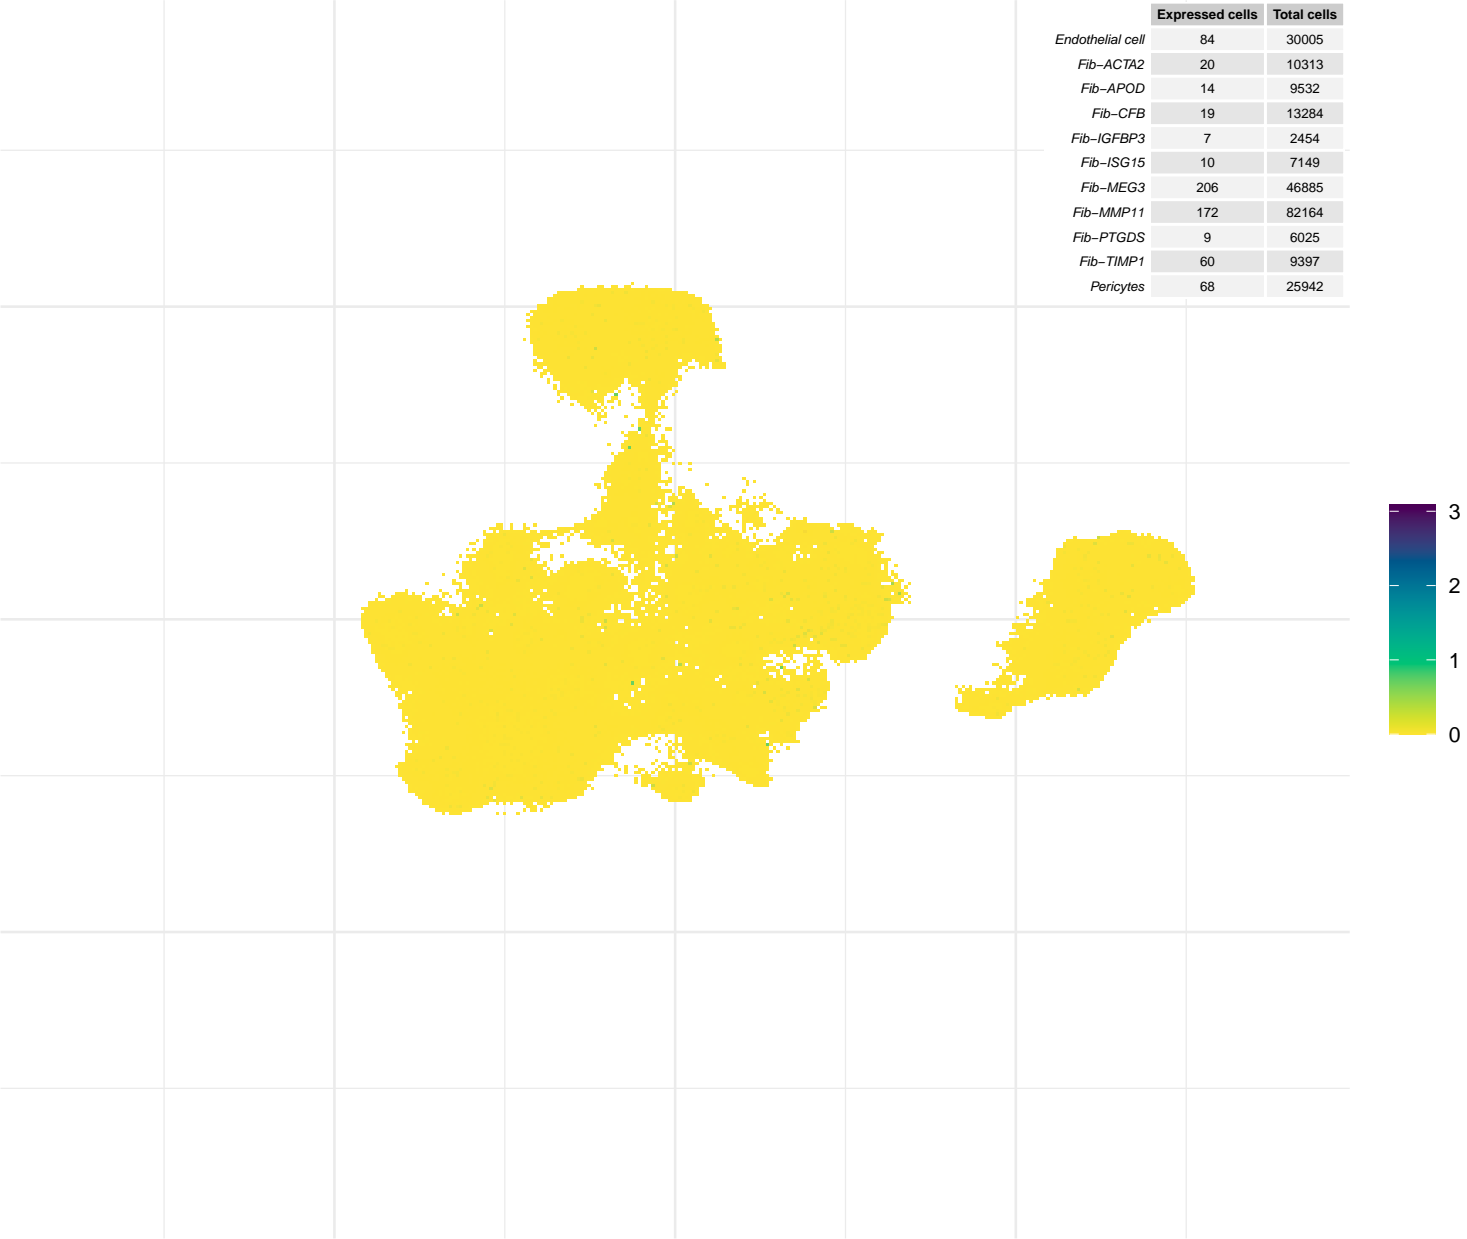 Expressed cells Total cells
Endothelial cell 84 30005
Fib−ACTA2 20 10313
Fib−APOD 14 9532
Fib−CFB 19 13284
Fib−IGFBP3 7 2454
Fib−ISG15 10 7149
Fib−MEG3 206 46885
Fib−MMP11 172 82164
Fib−PTGDS 9 6025
Fib−TIMP1 60 9397
Pericytes 68 25942
3
2
1
0